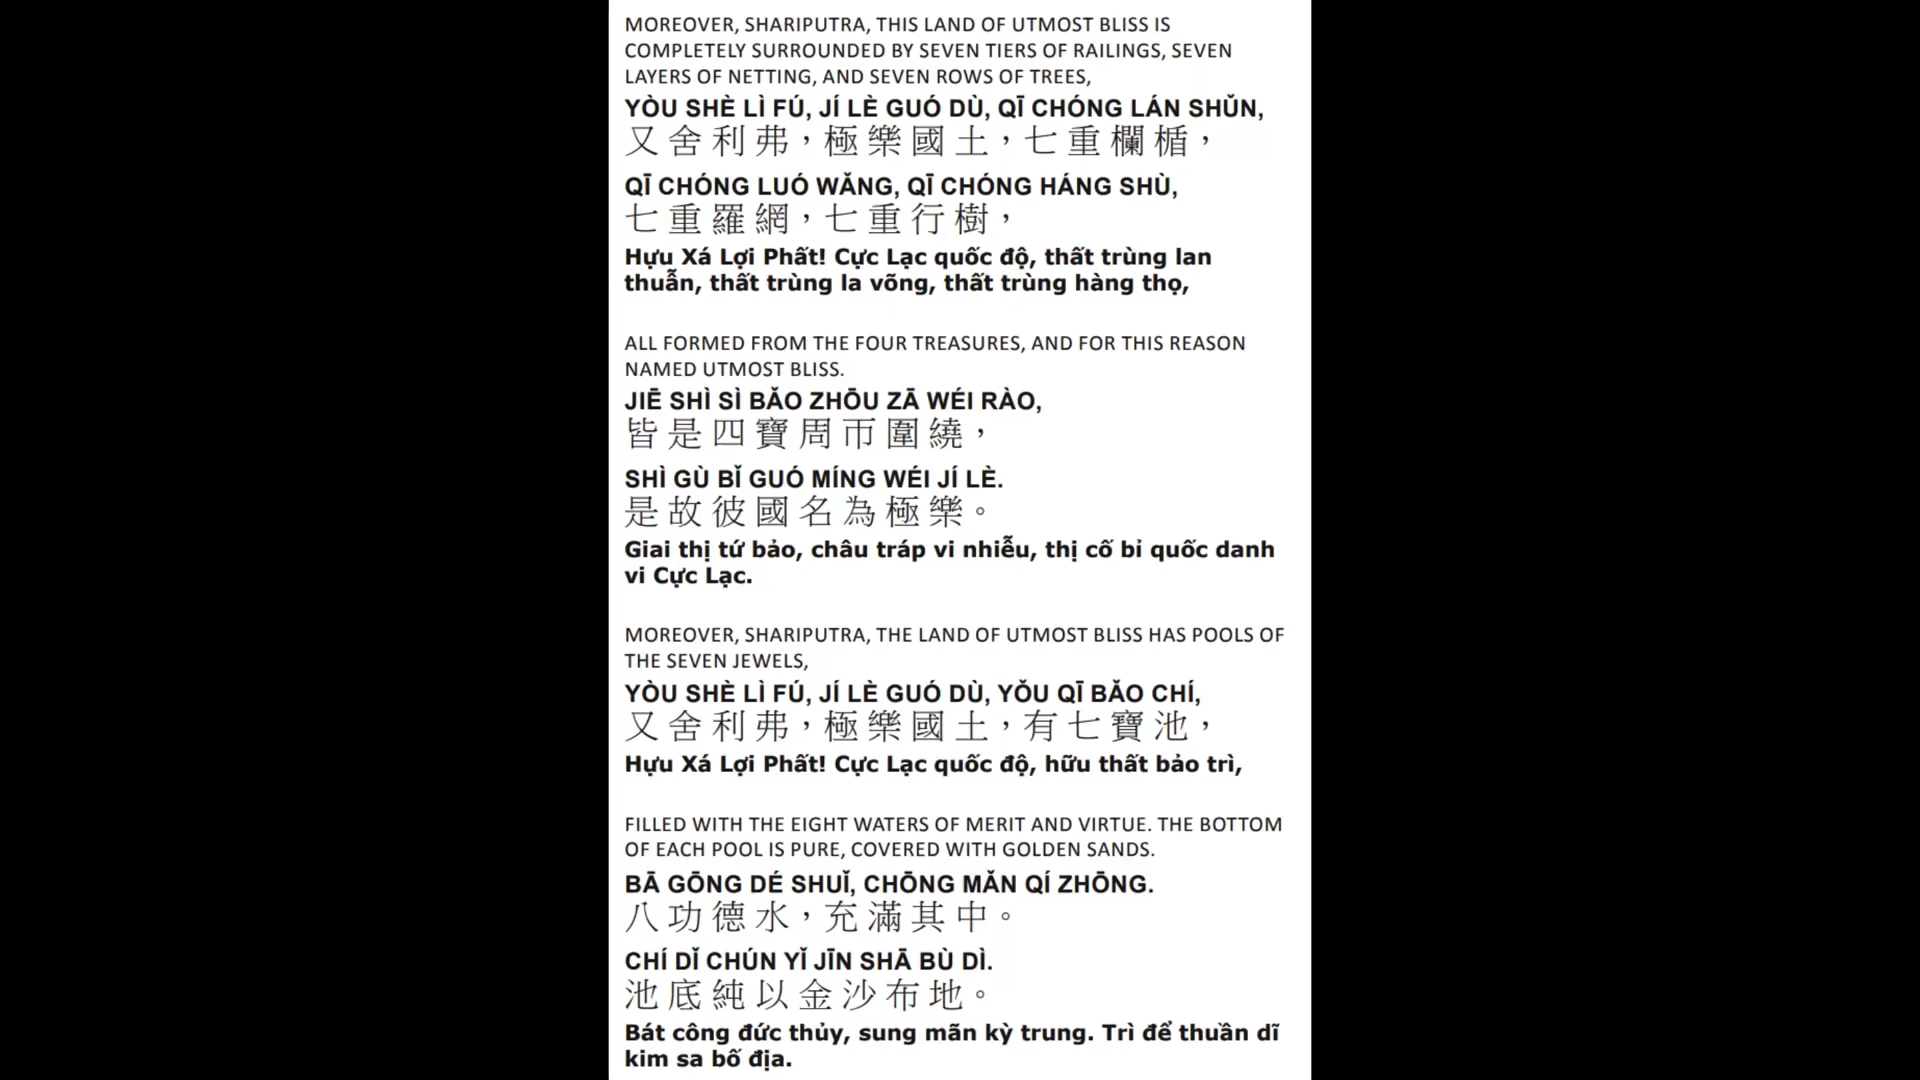 MOREOVER, SHARIPUTRA, THIS LAND OF UTMOST BLISS IS
COMPLETELY SURROUNDED BY SEVEN TIERS OF RAILINGS, SEVEN
LAYERS OF NETTING, AND SEVEN ROWS OF TREES,
YÒU SHÈ LÌ FÚ, JÍ LÈ GUÓ DÙ, QĪ CHÓNG LÁN SHǓN,
又舍利弗，極樂國土，七重欄楯，
QĪ CHÓNG LUÓ WǍNG, QĪ CHÓNG HÁNG SHÙ,
七重羅網，七重行樹，
Hựu Xá Lợi Phất! Cực Lạc quốc độ, thất trùng lan
thuẫn, thất trùng la võng, thất trùng hàng thọ,
ALL FORMED FROM THE FOUR TREASURES, AND FOR THIS REASON
NAMED UTMOST BLISS.
JIĒ SHÌ SÌ BǍO ZHŌU ZĀ WÉI RÀO,
皆是四寶周帀圍繞，
SHÌ GÙ BǏ GUÓ MÍNG WÉI JÍ LÈ.
是故彼國名為極樂。
Giai thị tứ bảo, châu tráp vi nhiễu, thị cố bỉ quốc danh
vi Cực Lạc.
MOREOVER, SHARIPUTRA, THE LAND OF UTMOST BLISS HAS POOLS OF
THE SEVEN JEWELS,
YÒU SHÈ LÌ FÚ, JÍ LÈ GUÓ DÙ, YǑU QĪ BǍO CHÍ,
又舍利弗，極樂國土，有七寶池，
Hựu Xá Lợi Phất! Cực Lạc quốc độ, hữu thất bảo trì,
FILLED WITH THE EIGHT WATERS OF MERIT AND VIRTUE. THE BOTTOM
OF EACH POOL IS PURE, COVERED WITH GOLDEN SANDS.
BĀ GŌNG DÉ SHUǏ, CHŌNG MǍN QÍ ZHŌNG.
八功德水，充滿其中。
CHÍ DǏ CHÚN YǏ JĪN SHĀ BÙ DÌ.
池底純以金沙布地。
Bát công đức thủy, sung mãn kỳ trung. Trì để thuần dĩ
kim sa bố địa.